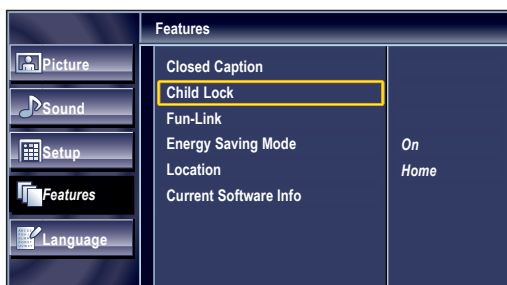 Features
Picture
Sound
Setup
Features
Language
Closed Caption
Child Lock
Fun-Link
Energy Saving Mode On
Location Home
Current Software Info